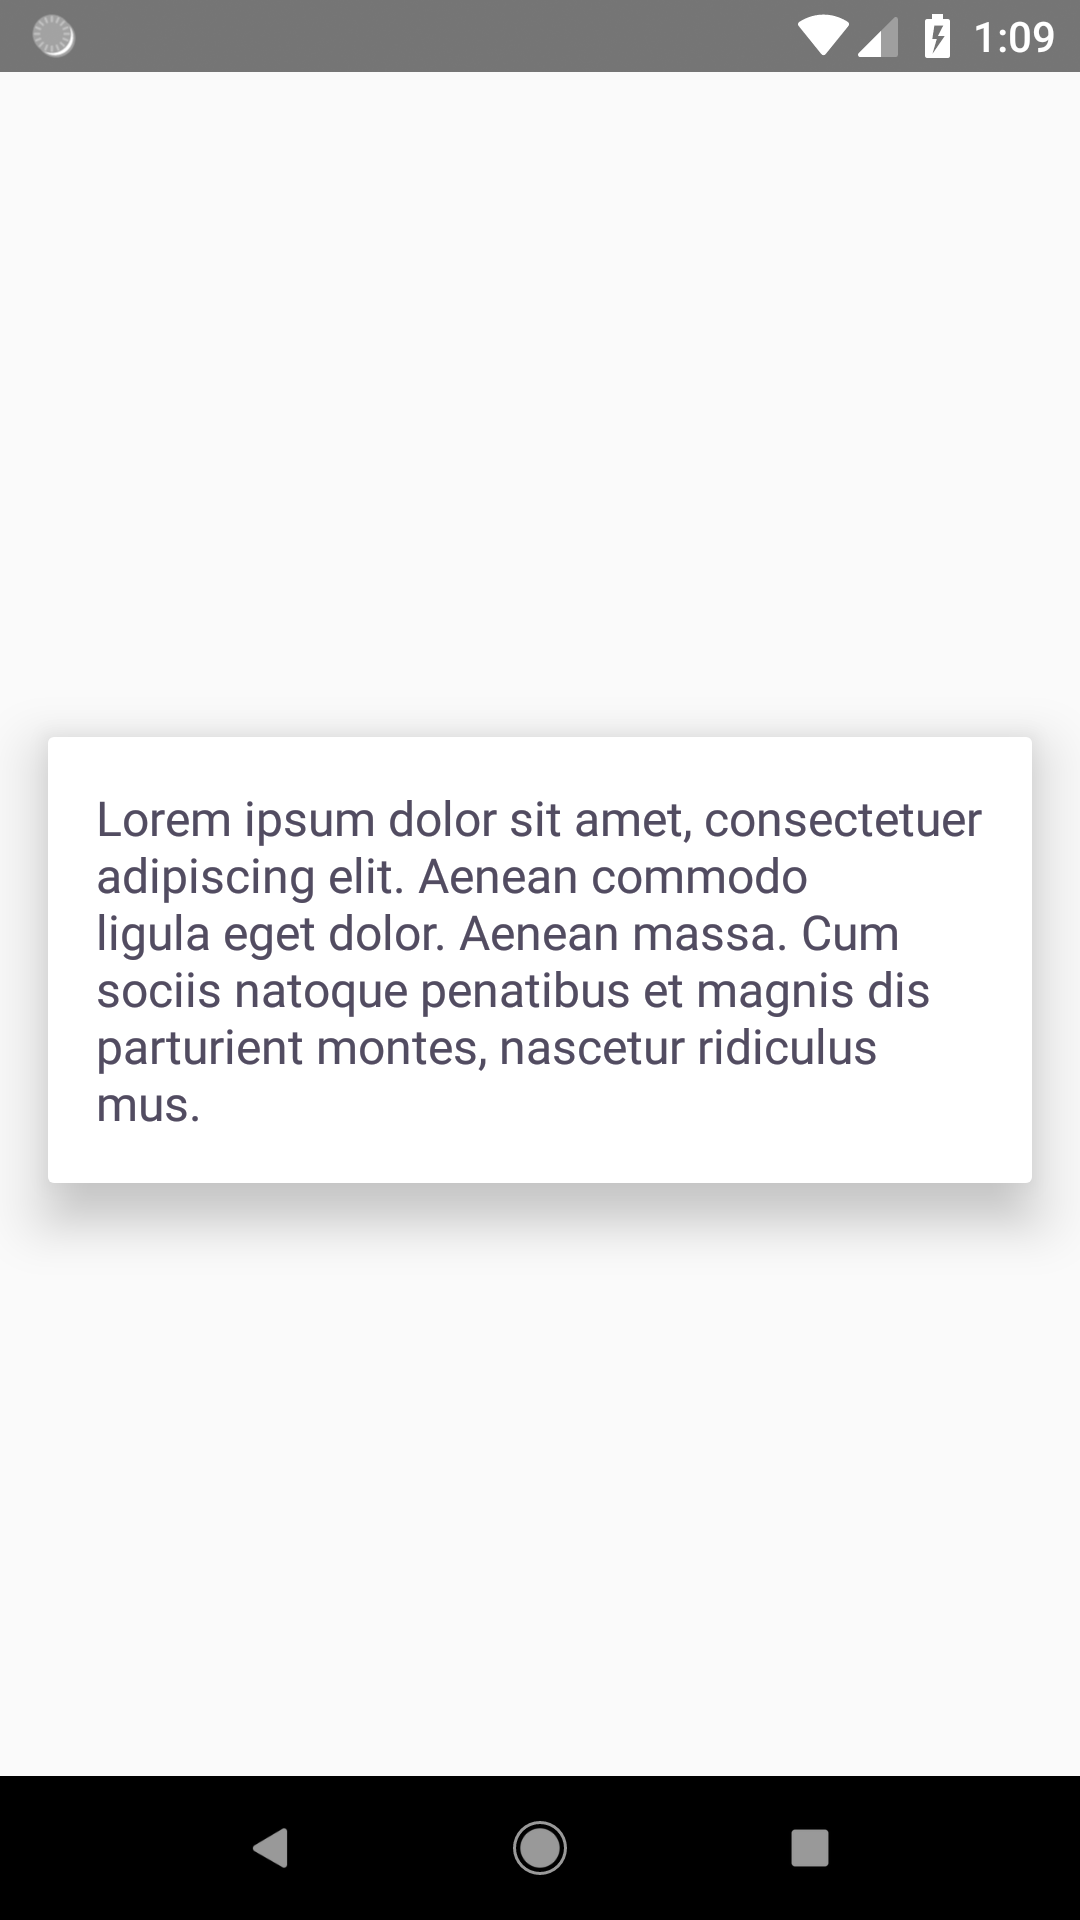 1:09
Lorem ipsum dolor sit amet, consectetuer
adipiscing elit. Aenean commodo
ligula eget dolor. Aenean massa. Cum
sociis natoque penatibus et magnis dis
parturient montes, nascetur ridiculus
mus.